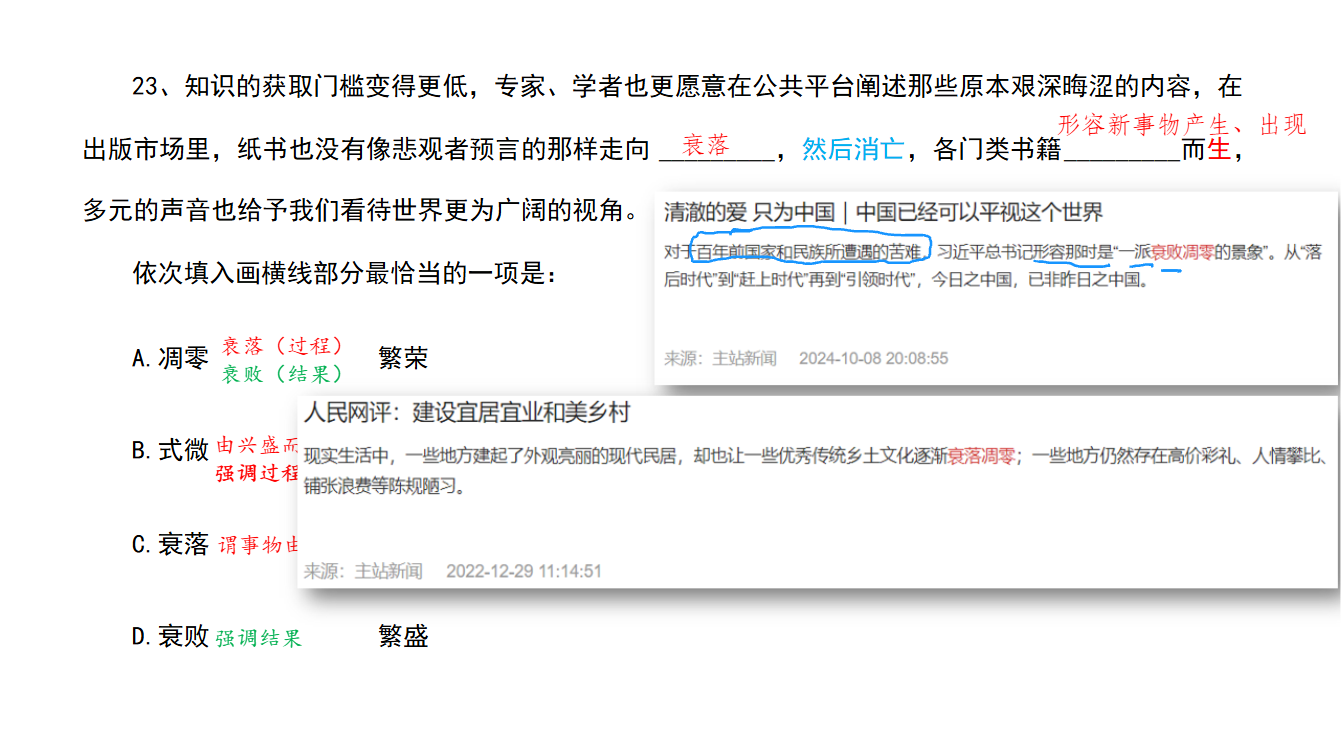 23、知识的获取门槛变得更低，专家、学者也更愿意在公共平台阐述那些原本艰深晦涩的内容，在
形容新事物产生、出现
出版市场里，纸书也没有像悲观者预言的那样走向 ___衰落___，然后消亡，各门类书籍_________而生，
多元的声音也给予我们看待世界更为广阔的视角。
清澈的爱 只为中国｜中国已经可以平视这个世界
对于百年前国家和民族所遭遇的苦难，习近平总书记形容那时是“一派衰败凋零的景象”。从“落
后时代”到“赶上时代”再到“引领时代”，今日之中国，已非昨日之中国。
来源：主站新闻 2024-10-08 20:08:55
依次填入画横线部分最恰当的一项是：
A.凋零 衰落（过程） 繁荣
衰败（结果）
人民网评：建设宜居宜业和美乡村
B.式微 由兴盛而
强调过程
现实生活中，一些地方建起了外观亮丽的现代民居，却也让一些优秀传统乡土文化逐渐衰落凋零；一些地方仍然存在高价彩礼、人情攀比、
铺张浪费等陈规陋习。
C.衰落 谓事物由
来源：主站新闻 2022-12-29 11:14:51
D.衰败 强调结果 繁盛